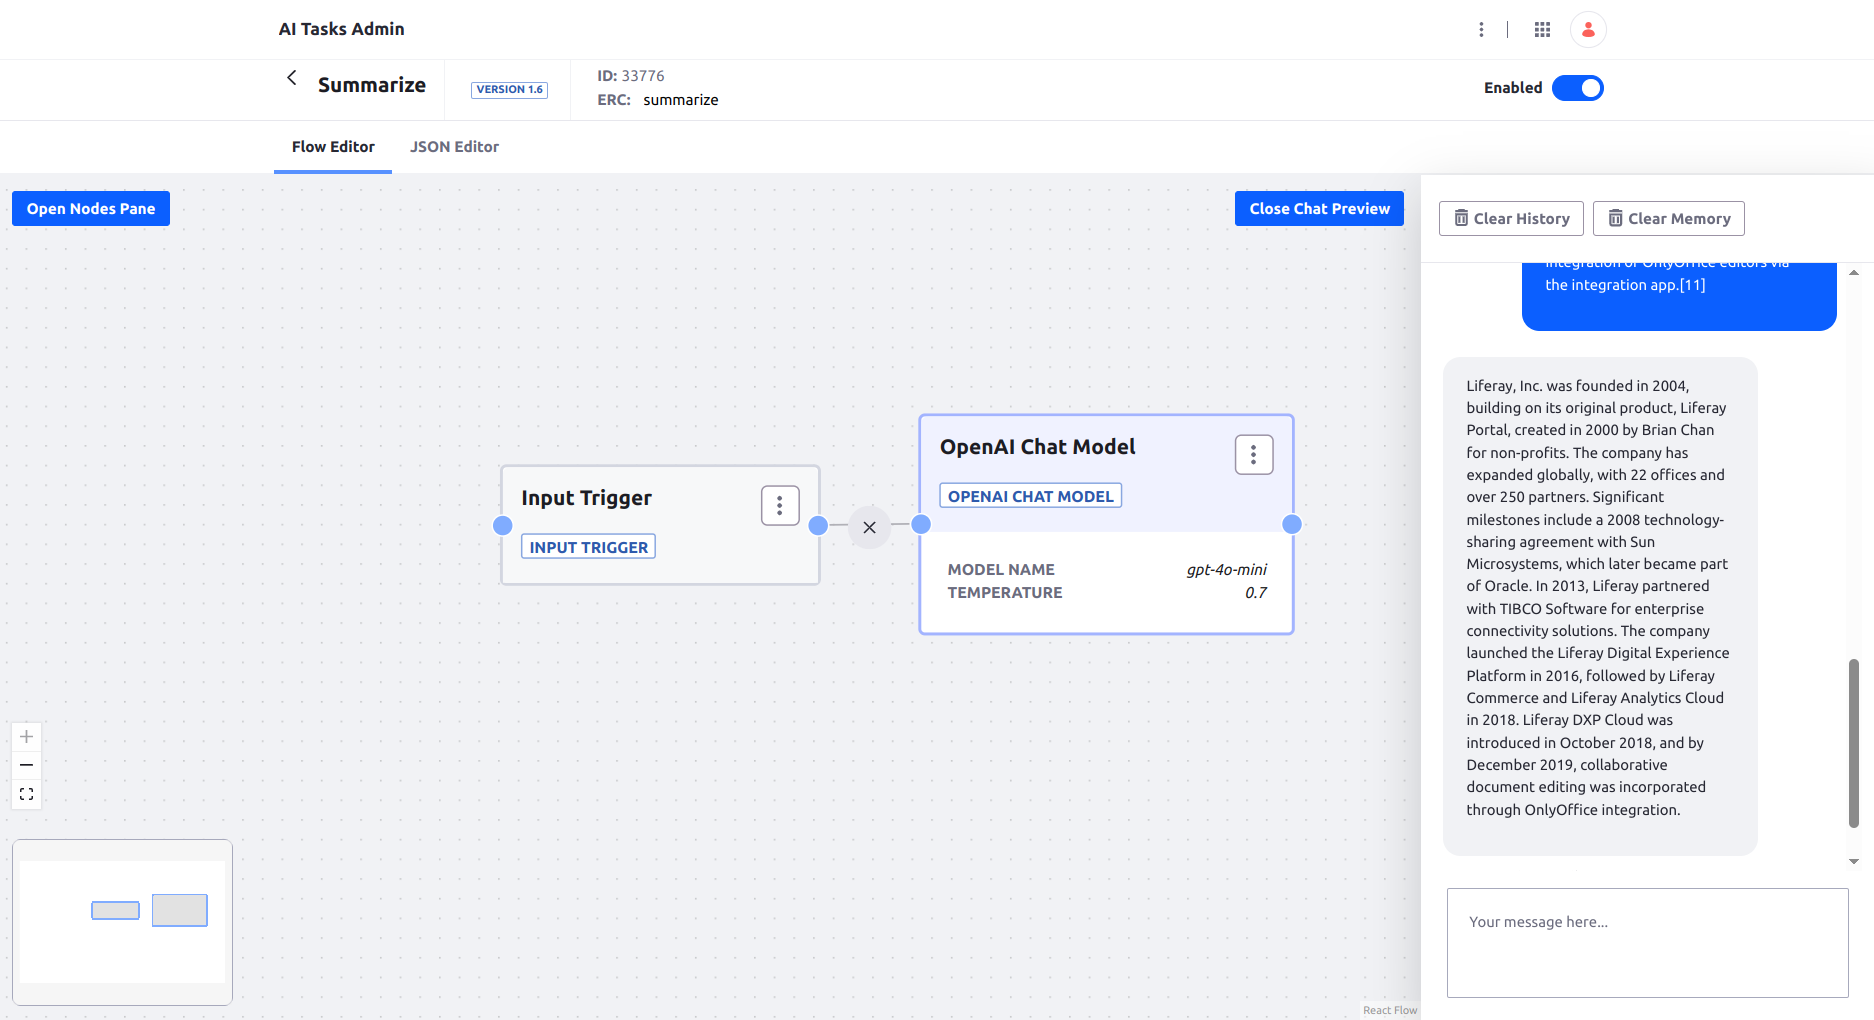 AI Tasks Admin
Summarize
VERSION 1.6
ID: 33776
ERC: summarize
Enabled
Flow Editor
JSON Editor
Open Nodes Pane
Close Chat Preview
Input Trigger
INPUT TRIGGER
OpenAI Chat Model
OPENAI CHAT MODEL
MODEL NAME gpt-4o-mini
TEMPERATURE 0.7
React Flow
Clear History
Clear Memory
integration of OnlyOffice editors via
the integration app.[11]
Liferay, Inc. was founded in 2004,
building on its original product, Liferay
Portal, created in 2000 by Brian Chan
for non-profits. The company has
expanded globally, with 22 offices and
over 250 partners. Significant
milestones include a 2008 technology-
sharing agreement with Sun
Microsystems, which later became part
of Oracle. In 2013, Liferay partnered
with TIBCO Software for enterprise
connectivity solutions. The company
launched the Liferay Digital Experience
Platform in 2016, followed by Liferay
Commerce and Liferay Analytics Cloud
in 2018. Liferay DXP Cloud was
introduced in October 2018, and by
December 2019, collaborative
document editing was incorporated
through OnlyOffice integration.
Your message here...